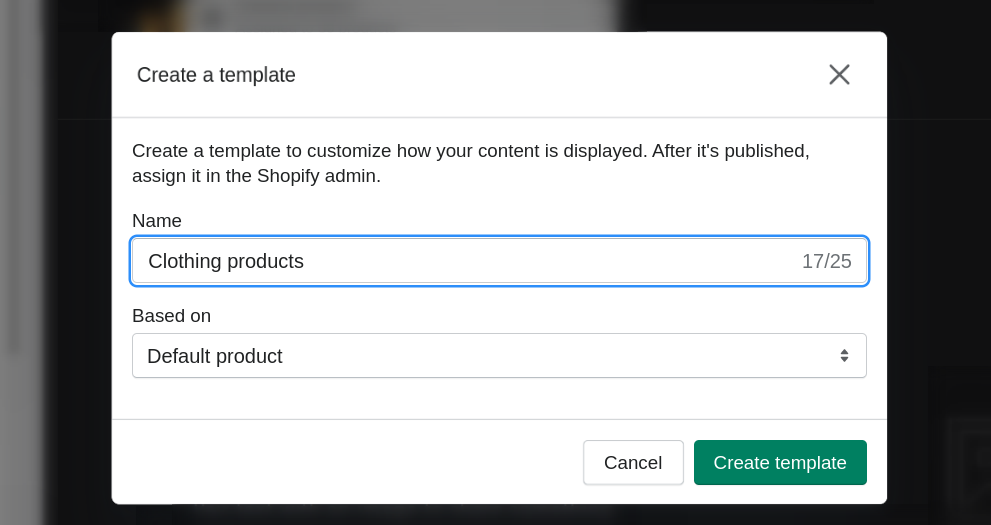 Create a template
Create a template to customize how your content is displayed. After it's published,
assign it in the Shopify admin.
Name
Clothing products 17/25
Based on
Default product
Cancel Create template